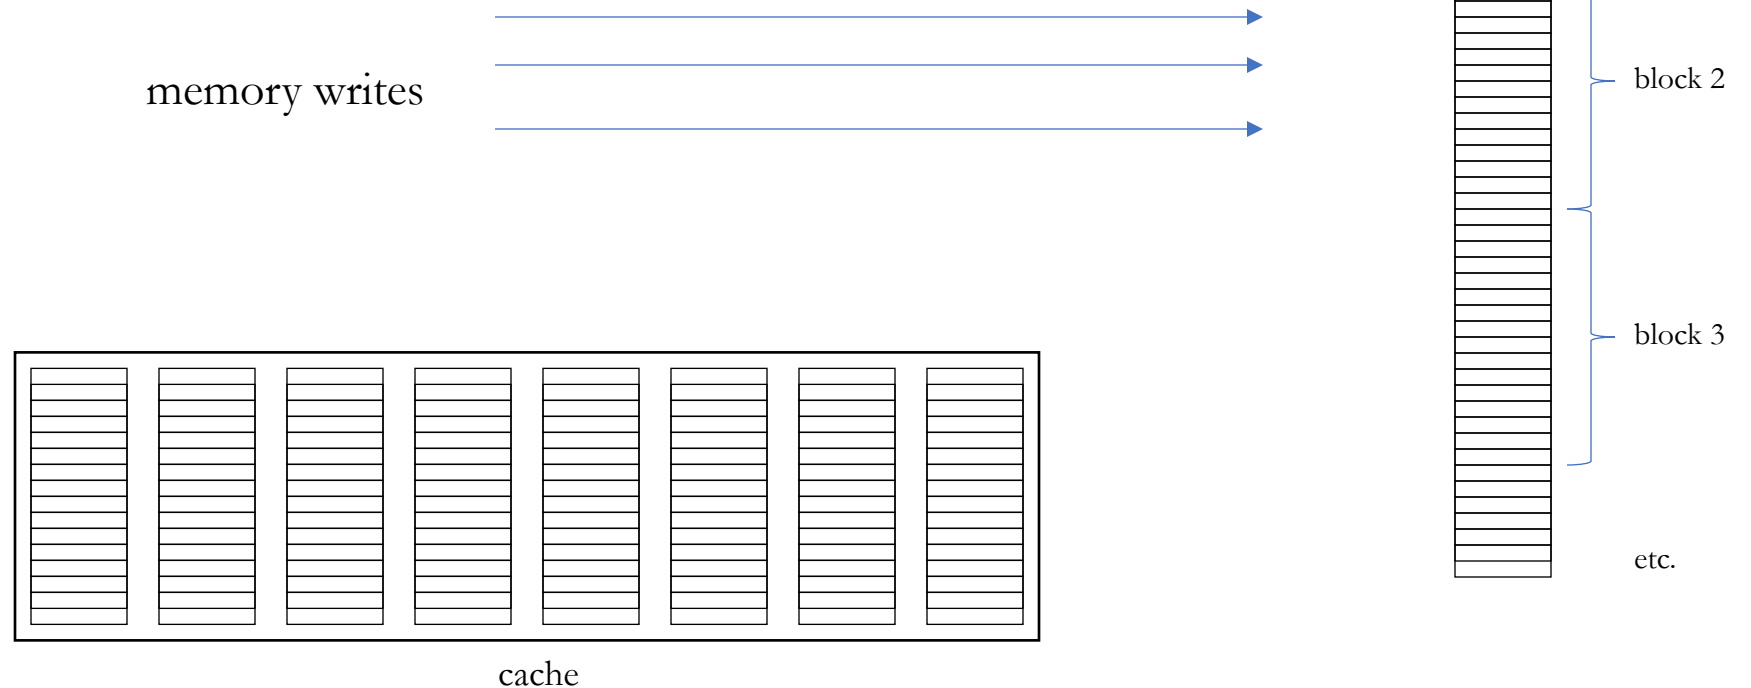 block 2
memory writes
block 3
etc.
cache